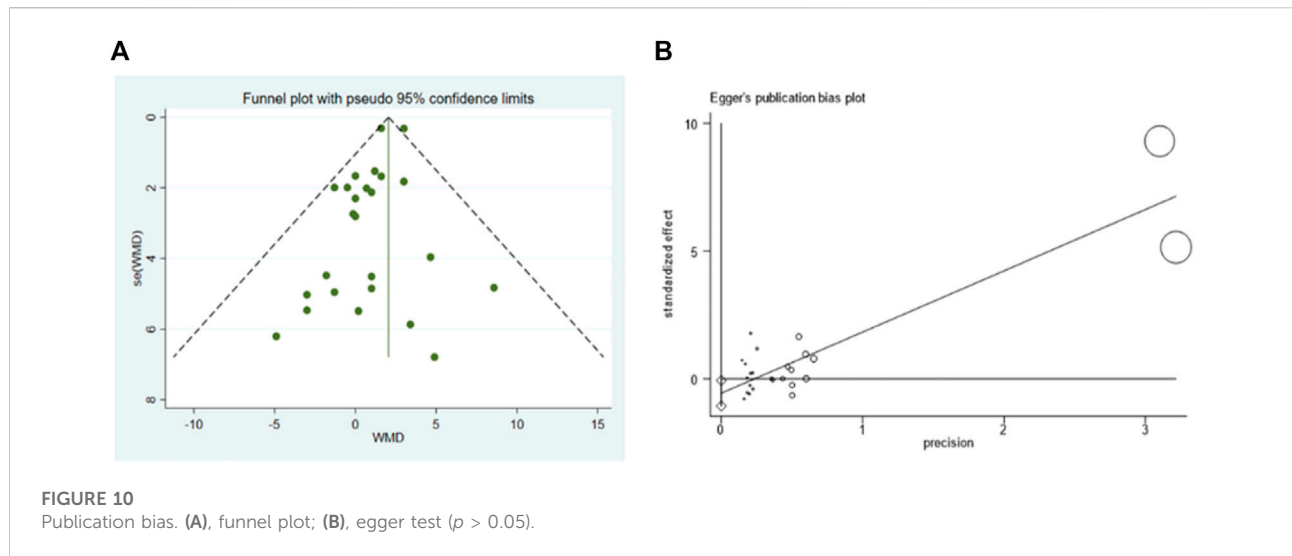 A
Funnel plot with pseudo 95% confidence limits
se(WMD)
0
2
4
6
8
-10
-5
0
5
10
15
WMD
B
Egger's publication bias plot
standardized effect
10
5
0
0
1
2
3
precision
FIGURE 10
Publication bias. (A), funnel plot; (B), egger test (p > 0.05).